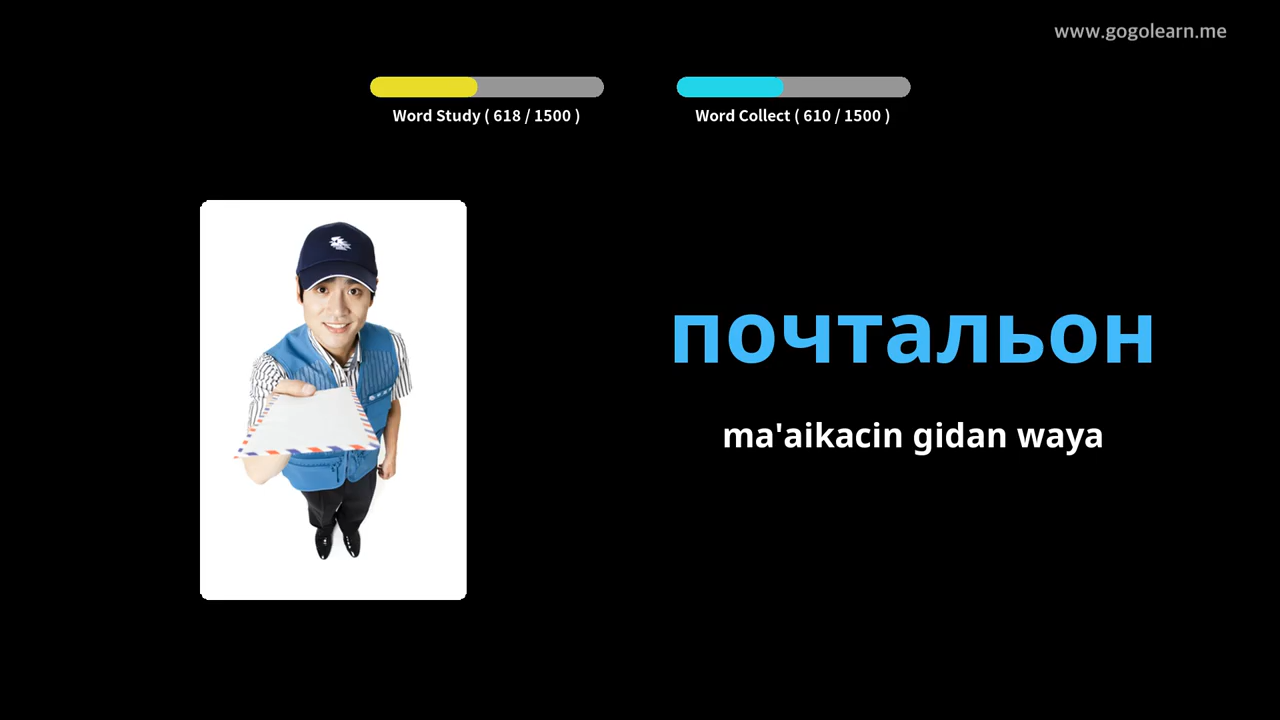 www.gogolearn.me
Word Study ( 618 / 1500 )
Word Collect ( 610 / 1500 )
почтальон
ma'aikacin gidan waya